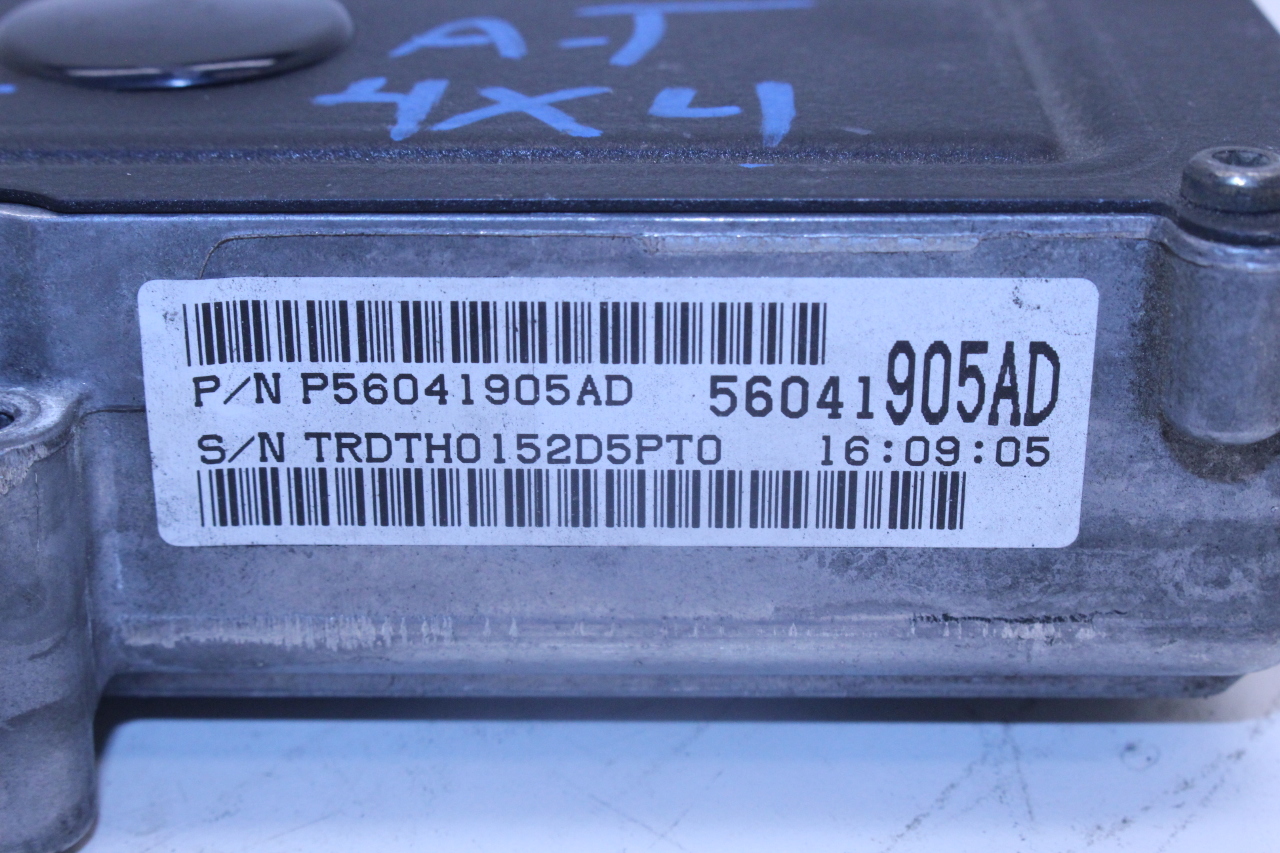 A-T
4X4
P/N P56041905AD 56041905AD
S/N TRDTH0152D5PT0 16:09:05